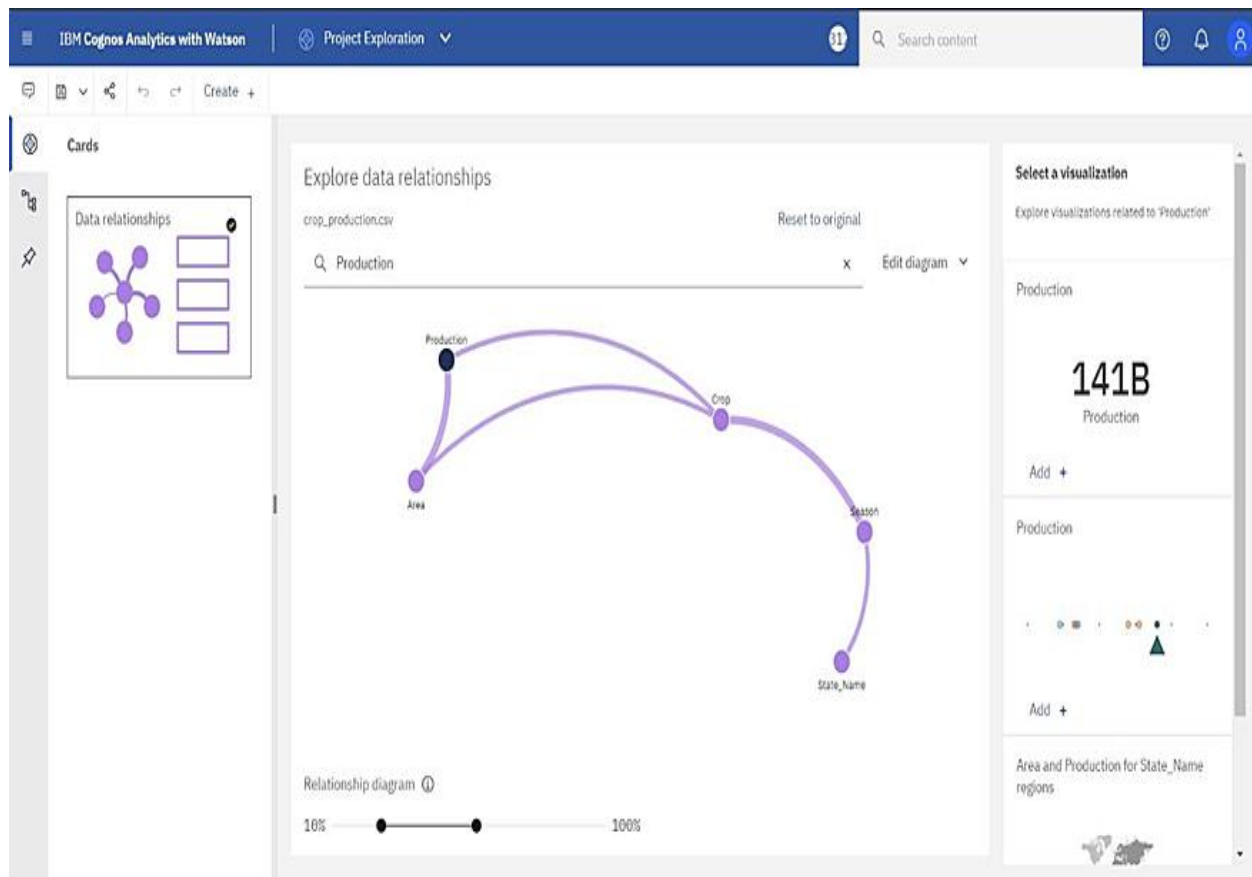 IBM Cognos Analytics with Watson
Project Exploration
31
Search content
Create +
Cards
Data relationships
Explore data relationships
crop_production.csv
Reset to original
Production
x
Edit diagram
Production
Crop
Area
Season
State_Name
Relationship diagram
10%
100%
Select a visualization
Explore visualizations related to 'Production'
Production
141B
Production
Add +
Production
Add +
Area and Production for State_Name
regions